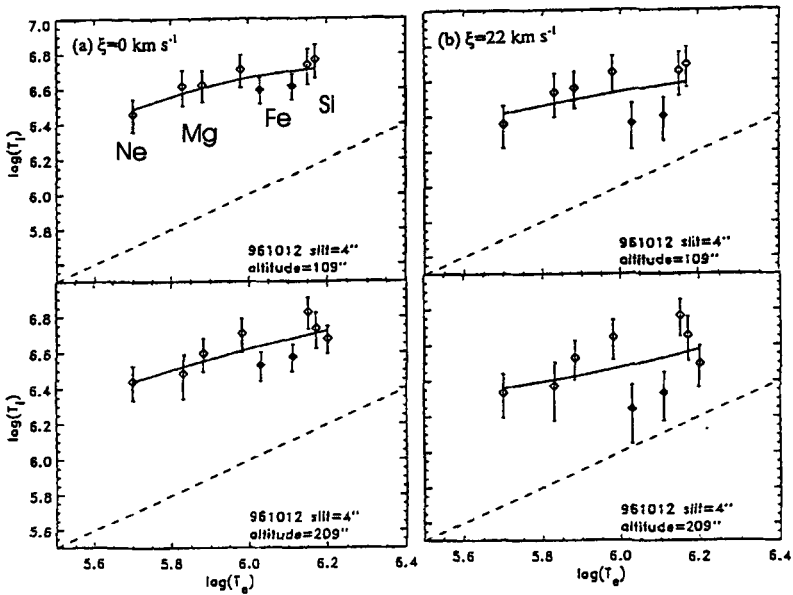 (a) ξ=0 km s⁻¹
(b) ξ=22 km s⁻¹
7.0
6.8
6.6
6.4
6.2
6.0
5.8
log(Tᵢ)
Ne
Mg
Fe
Si
961012 slit=4"
altitude=109"
961012 slit=4"
altitude=109"
6.8
6.6
6.4
6.2
6.0
5.8
5.6
log(Tᵢ)
961012 slit=4"
altitude=209"
961012 slit=4"
altitude=209"
5.6
5.8
6.0
6.2
6.4
5.6
5.8
6.0
6.2
6.4
log(Tₑ)
log(Tₑ)